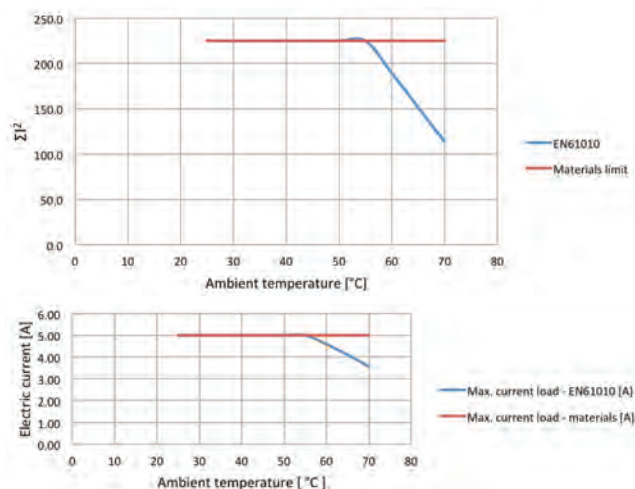 250.0
200.0
150.0
100.0
50.0
0.0
ΣI²
0 10 20 30 40 50 60 70 80
Ambient temperature [°C]
EN61010
Materials limit
6.00
5.00
4.00
3.00
2.00
1.00
0.00
Electric current [A]
0 10 20 30 40 50 60 70 80
Ambient temperature [°C]
Max. current load - EN61010 [A]
Max. current load - materials [A]